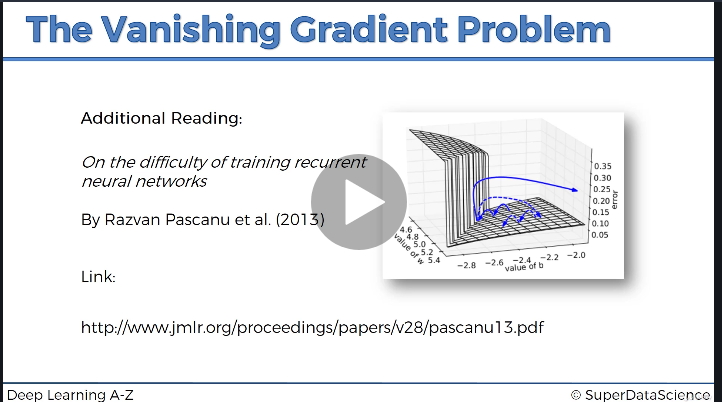 The Vanishing Gradient Problem
Additional Reading:
On the difficulty of training recurrent
neural networks
By Razvan Pascanu et al. (2013)
Link:
http://www.jmlr.org/proceedings/papers/v28/pascanu13.pdf
0.35
0.30
0.25
0.20
0.15
0.10
0.05
error
4.6
4.8
5.0
5.2
5.4
value of w
−2.8 −2.6 −2.4 −2.2 −2.0
value of b
Deep Learning A-Z
© SuperDataScience